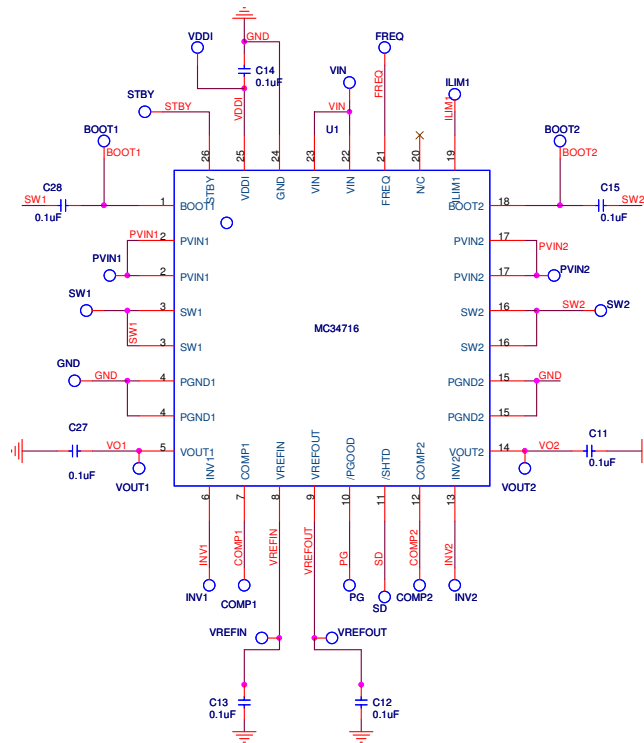 VDDI
GND
FREQ
C14
0.1uF
VIN
ILIM1
STBY
STBY
VDDI
VIN
FREQ
ILIM1
U1
BOOT1
BOOT1
BOOT2
BOOT2
26
25
24
23
22
21
20
19
STBY
VDDI
GND
VIN
VIN
FREQ
N/C
ILIM1
C28
SW1
0.1uF
1
BOOT1
BOOT2
18
C15
SW2
0.1uF
PVIN1
2
PVIN1
PVIN2
17
PVIN2
PVIN1
2
PVIN1
PVIN2
17
PVIN2
SW1
3
SW1
SW2
16
SW2
SW2
MC34716
SW1
3
SW1
SW2
16
GND
GND
4
PGND1
PGND2
15
GND
4
PGND1
PGND2
15
C27
VO1
0.1uF
5
VOUT1
VOUT2
14
VO2
C11
0.1uF
VOUT1
VOUT2
INV1
COMP1
VREFIN
VREFOUT
/PGOOD
/SHTD
COMP2
INV2
6
7
8
9
10
11
12
13
INV1
COMP1
VREFIN
VREFOUT
PG
SD
COMP2
INV2
INV1
COMP1
PG
SD
COMP2
INV2
VREFIN
VREFOUT
C13
0.1uF
C12
0.1uF